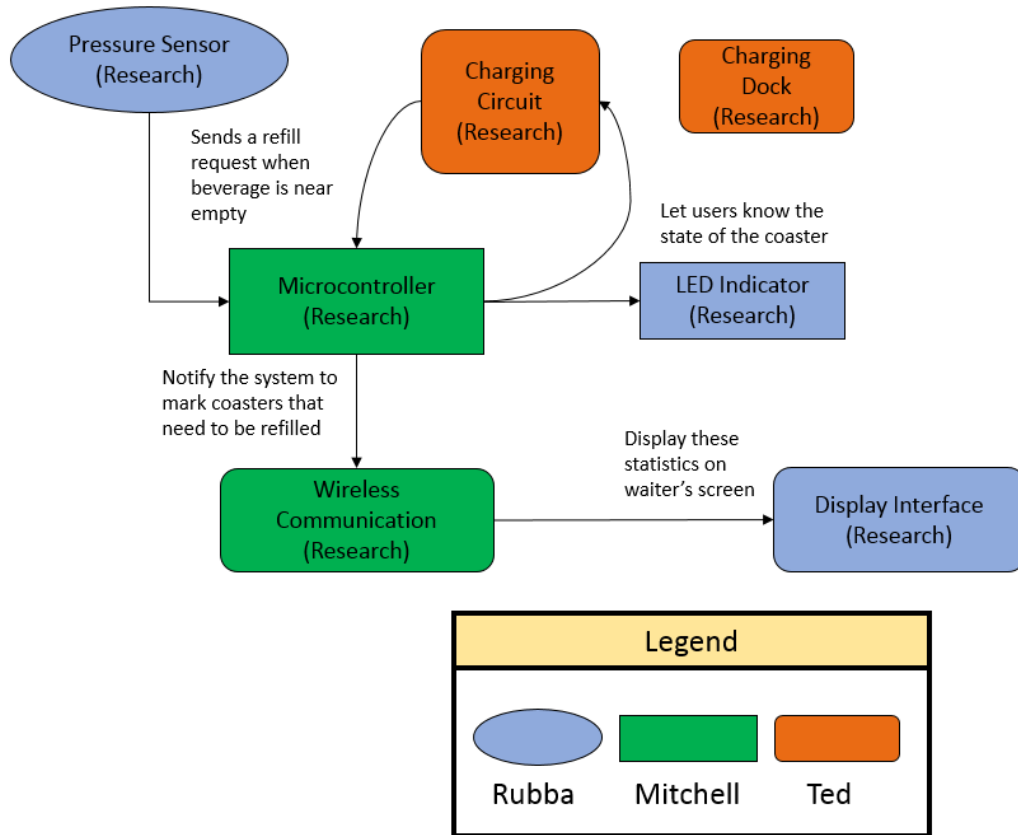 Pressure Sensor
(Research)
Charging
Circuit
(Research)
Charging
Dock
(Research)
Sends a refill
request when
beverage is near
empty
Let users know the
state of the coaster
Microcontroller
(Research)
LED Indicator
(Research)
Notify the system to
mark coasters that
need to be refilled
Display these
statistics on
waiter’s screen
Wireless
Communication
(Research)
Display Interface
(Research)
Legend
Rubba
Mitchell
Ted